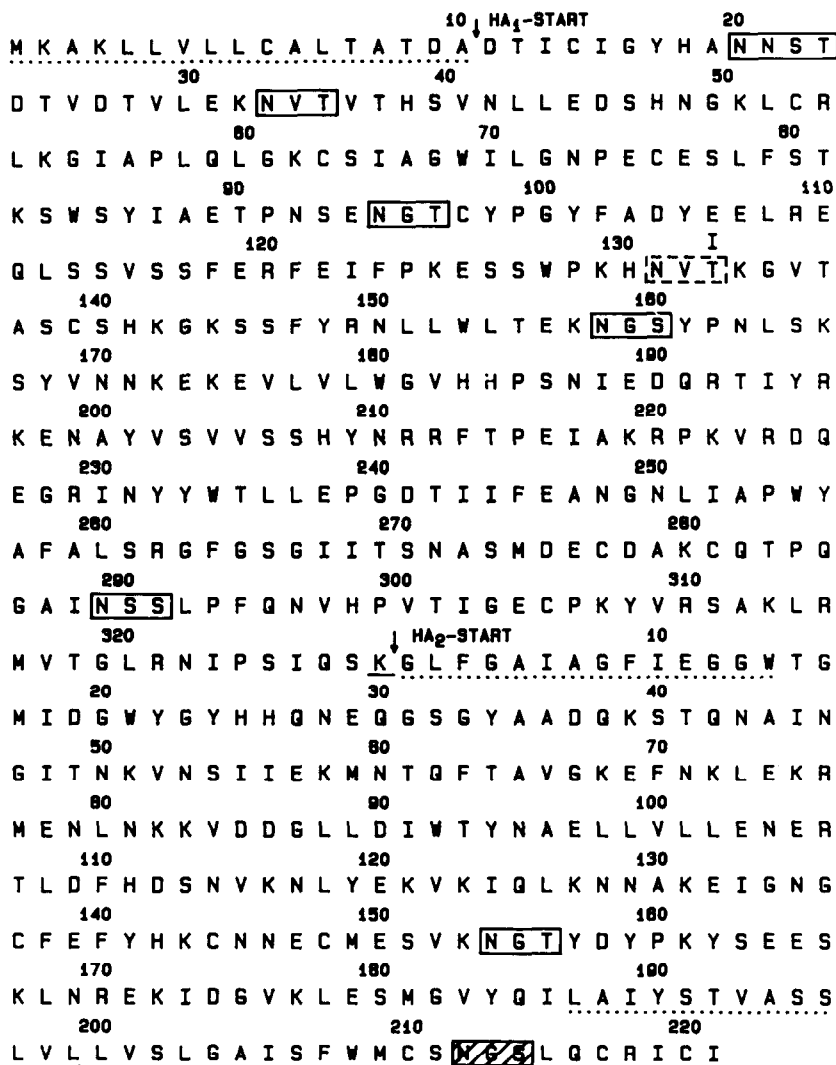 10 HA1-START 20
M K A K L L V L L C A L T A T D A D T I C I G Y H A N N S T
30 40 50
D T V D T V L E K N V T V T H S V N L L E D S H N G K L C R
60 70 80
L K G I A P L Q L G K C S I A G W I L G N P E C E S L F S T
90 100 110
K S W S Y I A E T P N S E N G T C Y P G Y F A D Y E E L R E
120 130 I
Q L S S V S S F E R F E I F P K E S S W P K H N V T K G V T
140 150 160
A S C S H K G K S S F Y R N L L W L T E K N G S Y P N L S K
170 180 190
S Y V N N K E K E V L V L W G V H H P S N I E D Q R T I Y R
200 210 220
K E N A Y V S V V S S H Y N R R F T P E I A K R P K V R D Q
230 240 250
E G R I N Y Y W T L L E P G D T I I F E A N G N L I A P W Y
260 270 280
A F A L S R G F G S G I I T S N A S M D E C D A K C Q T P Q
290 300 310
G A I N S S L P F Q N V H P V T I G E C P K Y V R S A K L R
320 HA2-START 10
M V T G L R N I P S I Q S K G L F G A I A G F I E G G W T G
20 30 40
M I D G W Y G Y H H Q N E Q G S G Y A A D Q K S T Q N A I N
50 60 70
G I T N K V N S I I E K M N T Q F T A V G K E F N K L E K R
80 90 100
M E N L N K K V D D G L L D I W T Y N A E L L V L L E N E R
110 120 130
T L D F H D S N V K N L Y E K V K I Q L K N N A K E I G N G
140 150 160
C F E F Y H K C N N E C M E S V K N G T Y D Y P K Y S E E S
170 180 190
K L N R E K I D G V K L E S M G V Y Q I L A I Y S T V A S S
200 210 220
L V L L V S L G A I S F W M C S N G S L Q C R I C I